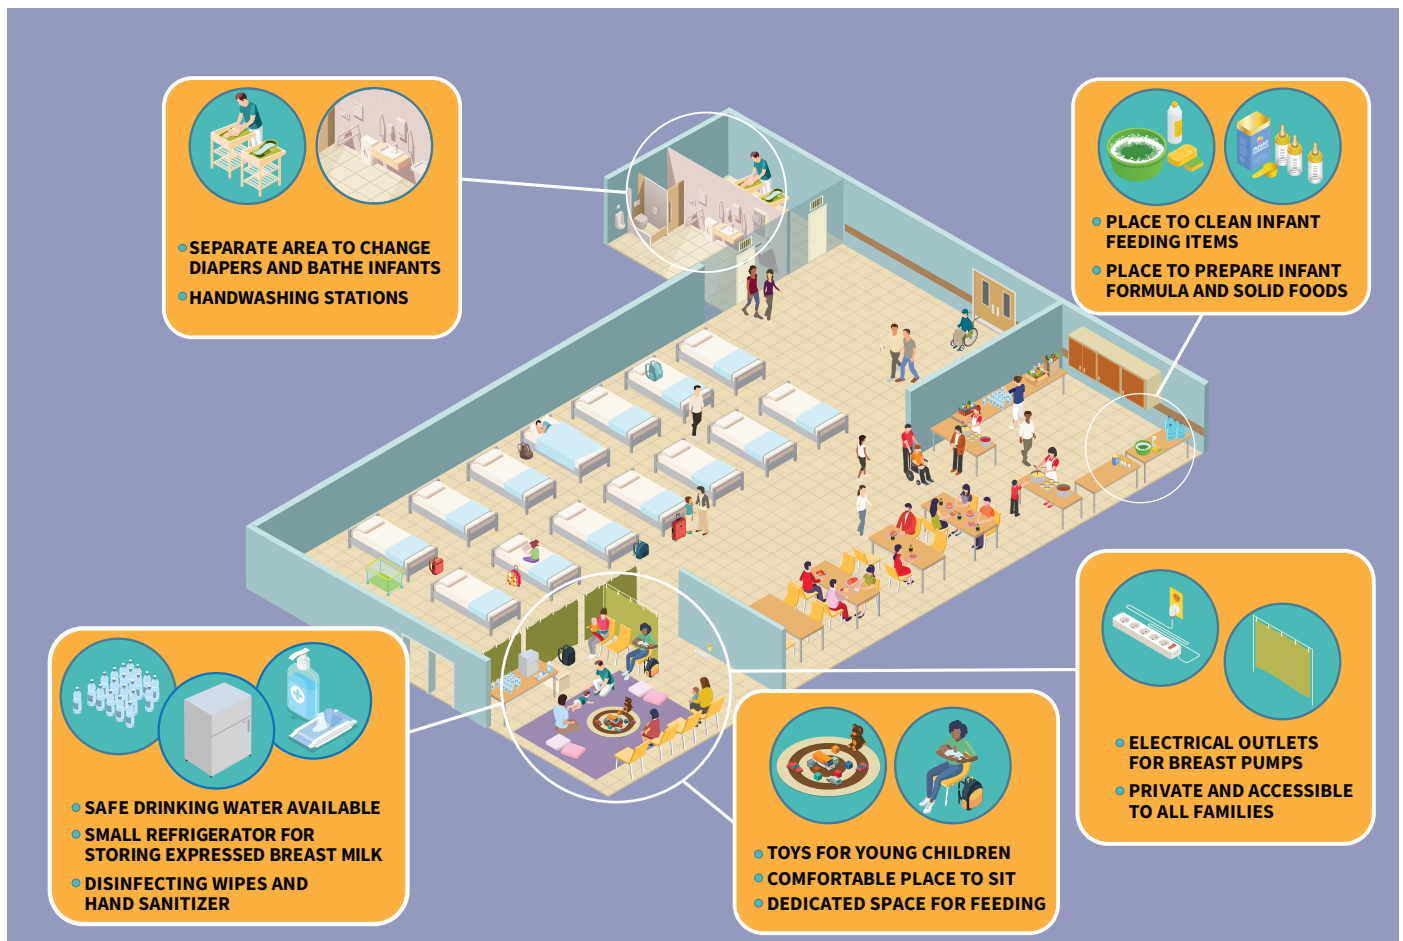 SEPARATE AREA TO CHANGE
DIAPERS AND BATHE INFANTS
HANDWASHING STATIONS
PLACE TO CLEAN INFANT
FEEDING ITEMS
PLACE TO PREPARE INFANT
FORMULA AND SOLID FOODS
SAFE DRINKING WATER AVAILABLE
SMALL REFRIGERATOR FOR
STORING EXPRESSED BREAST MILK
DISINFECTING WIPES AND
HAND SANITIZER
TOYS FOR YOUNG CHILDREN
COMFORTABLE PLACE TO SIT
DEDICATED SPACE FOR FEEDING
ELECTRICAL OUTLETS
FOR BREAST PUMPS
PRIVATE AND ACCESSIBLE
TO ALL FAMILIES